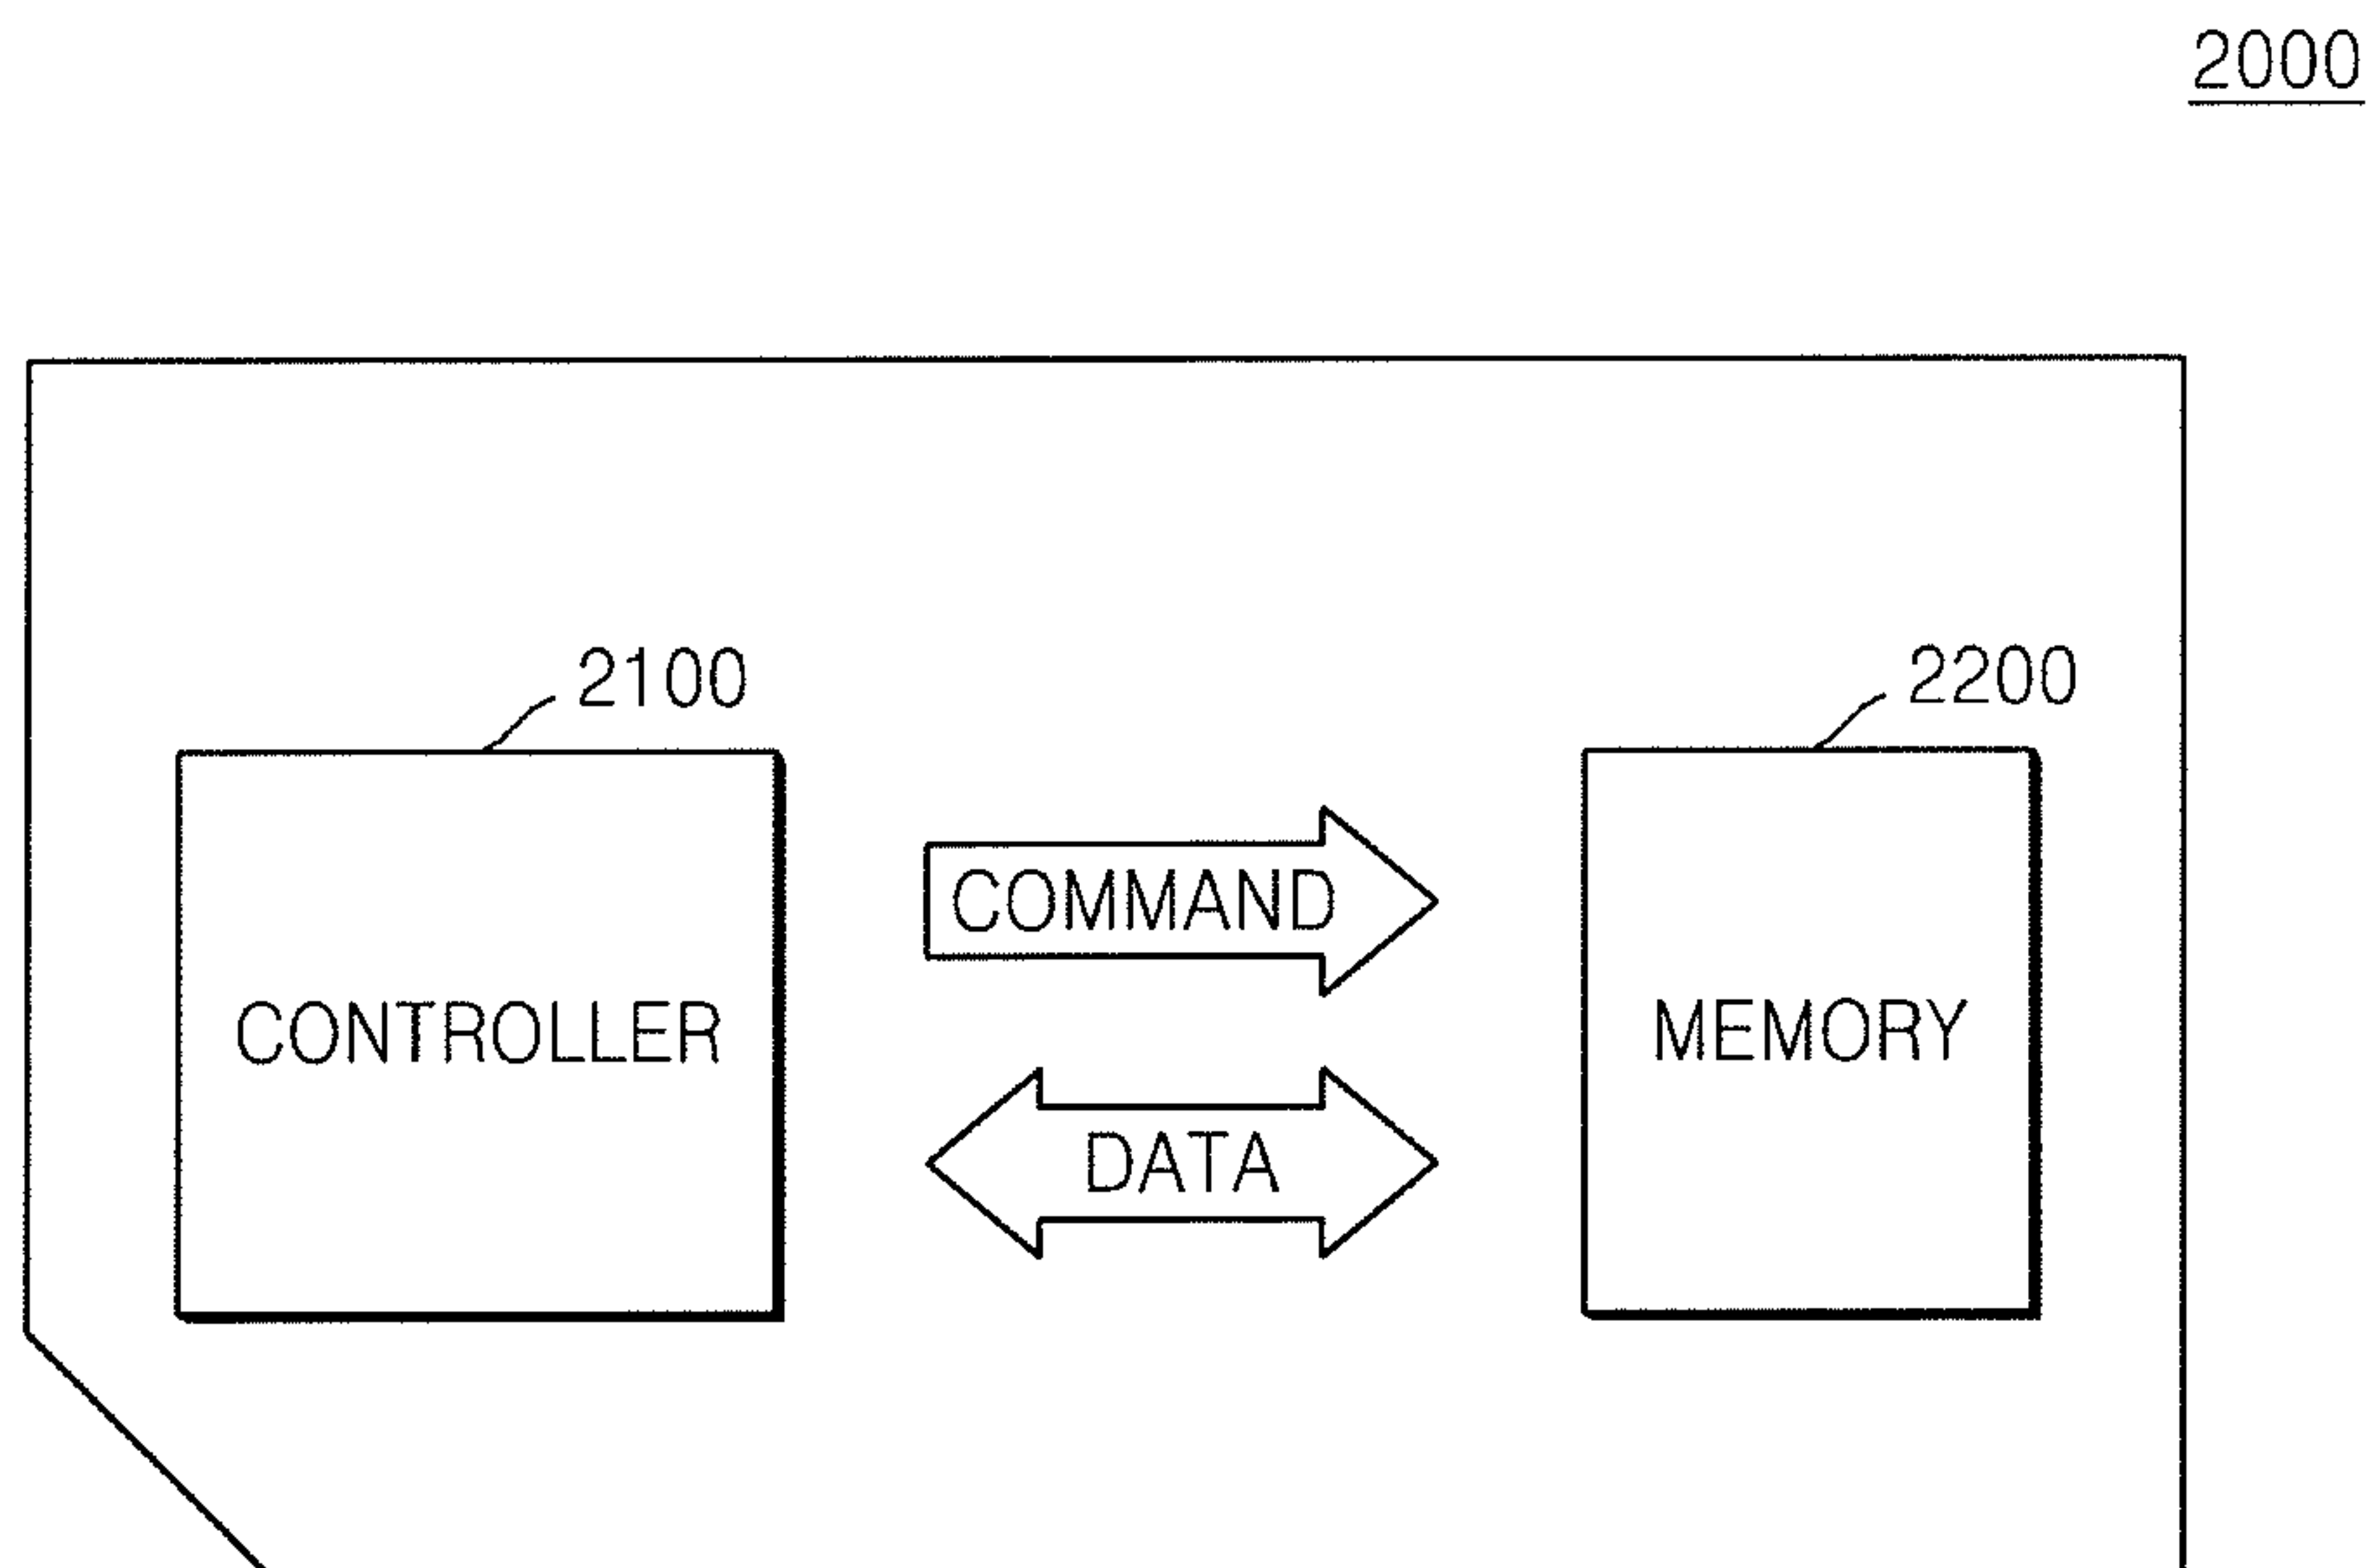 2000
2100
2200
COMMAND
CONTROLLER
MEMORY
DATA